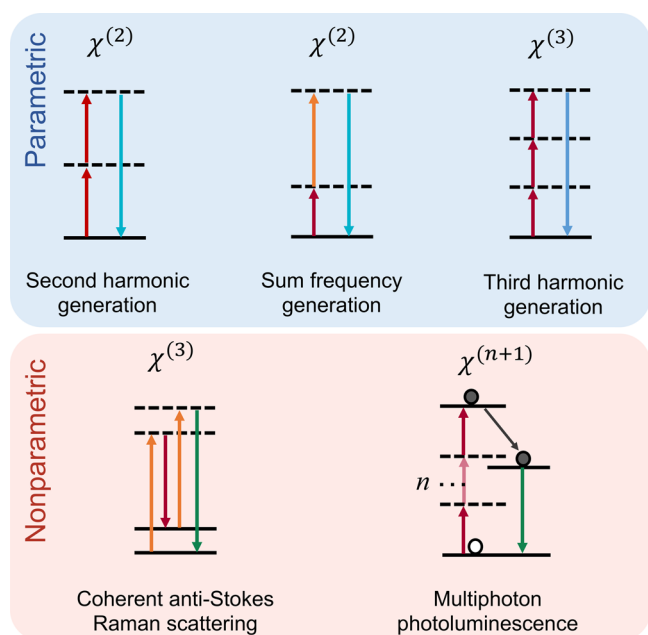 Parametric
χ(2)
χ(2)
χ(3)
Second harmonic
generation
Sum frequency
generation
Third harmonic
generation
Nonparametric
χ(3)
χ(n+1)
n
Coherent anti-Stokes
Raman scattering
Multiphoton
photoluminescence